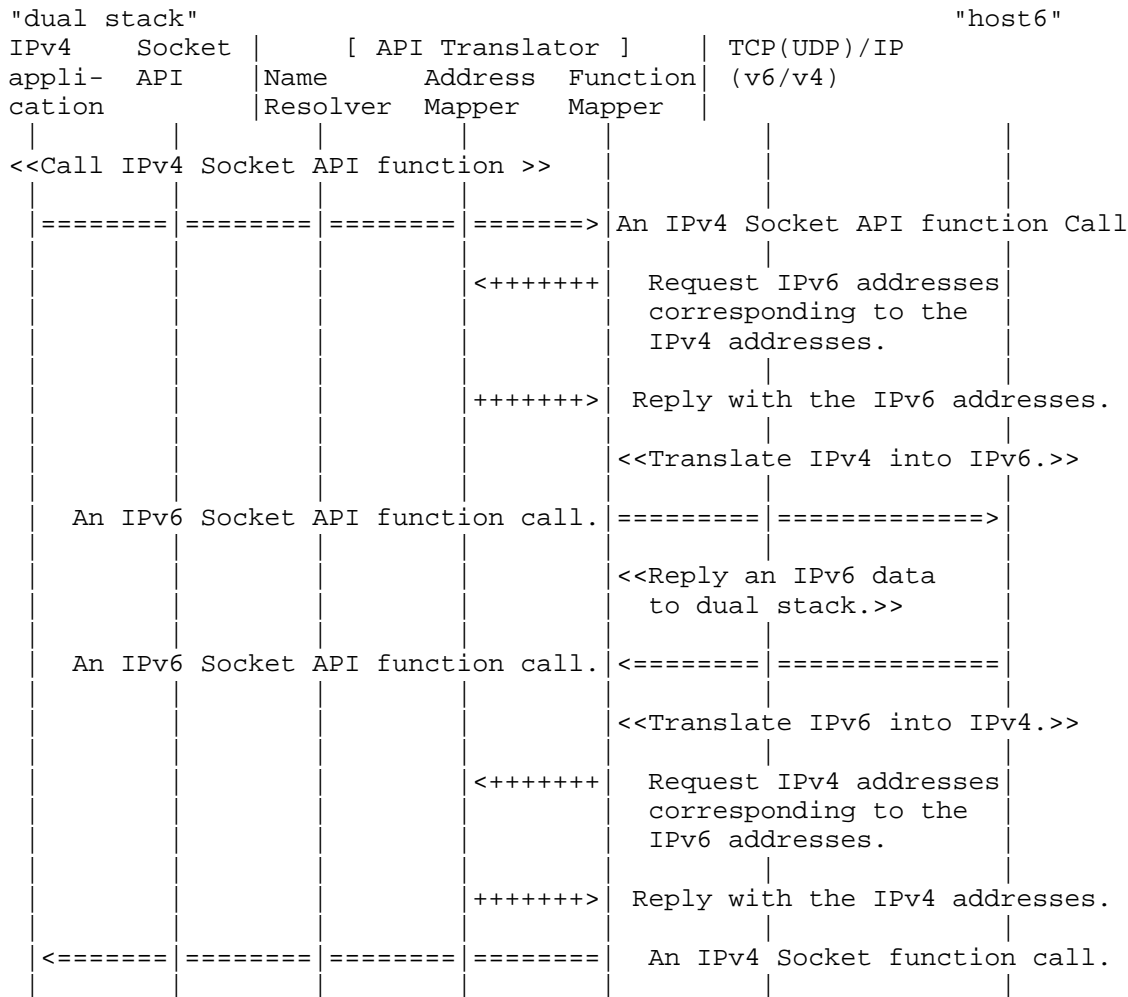 "dual stack" "host6"
IPv4 Socket | [ API Translator ] | TCP(UDP)/IP
appli- API |Name Address Function| (v6/v4)
cation |Resolver Mapper Mapper |
| | | | | | |
<<Call IPv4 Socket API function >> | | |
| | | | | | |
|========|========|========|=======>|An IPv4 Socket API function Call
| | | | | | |
| | | |<+++++++| Request IPv6 addresses|
| | | | | corresponding to the |
| | | | | IPv4 addresses. |
| | | | | | |
| | | |+++++++>| Reply with the IPv6 addresses.
| | | | | | |
| | | | |<<Translate IPv4 into IPv6.>>
| | | | | | |
| An IPv6 Socket API function call.|=========|=============>|
| | | | | | |
| | | | |<<Reply an IPv6 data |
| | | | | to dual stack.>> |
| | | | | | |
| An IPv6 Socket API function call.|<========|==============|
| | | | | | |
| | | | |<<Translate IPv6 into IPv4.>>
| | | | | | |
| | | |<+++++++| Request IPv4 addresses|
| | | | | corresponding to the |
| | | | | IPv6 addresses. |
| | | | | | |
| | | |+++++++>| Reply with the IPv4 addresses.
| | | | | | |
|<=======|========|========|========| An IPv4 Socket function call.
| | | | | | |